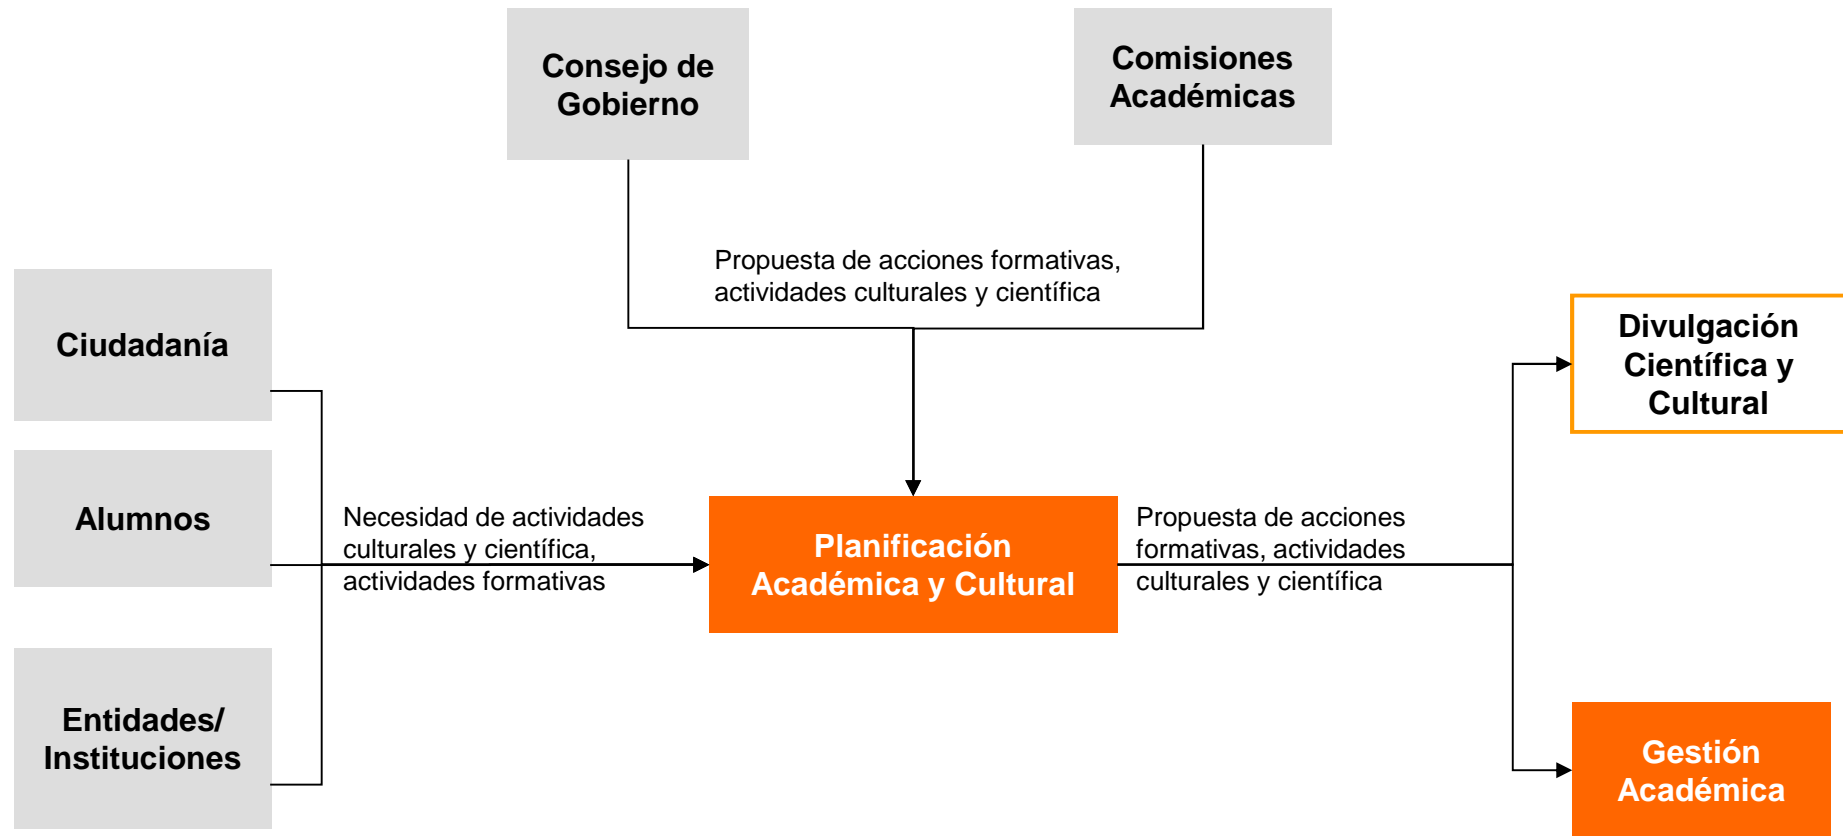 Consejo de
Gobierno
Comisiones
Académicas
Propuesta de acciones formativas,
actividades culturales y científica
Ciudadanía
Alumnos
Entidades/
Instituciones
Necesidad de actividades
culturales y científica,
actividades formativas
Planificación
Académica y Cultural
Propuesta de acciones
formativas, actividades
culturales y científica
Divulgación
Científica y
Cultural
Gestión
Académica